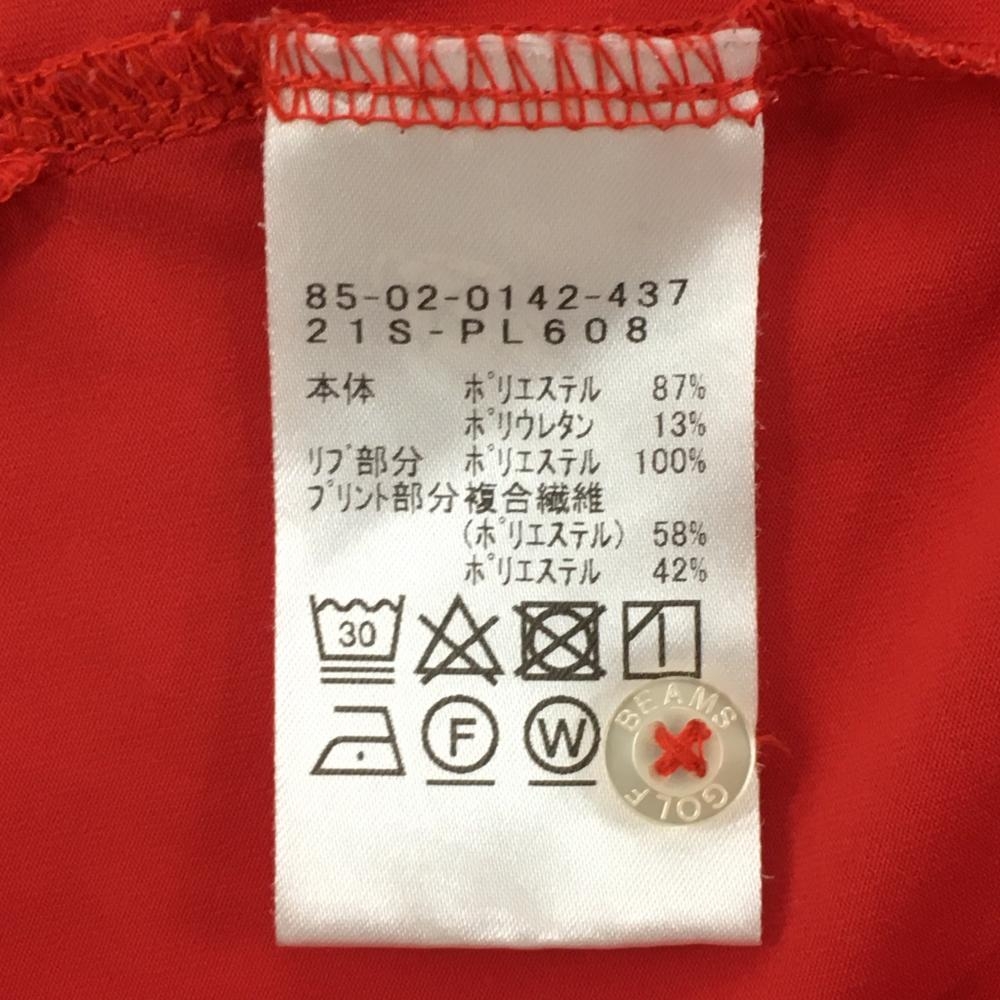 85-02-0142-437
21S-PL608
本体 ポリエステル 87%
ポリウレタン 13%
リブ部分 ポリエステル 100%
プリント部分複合繊維
(ポリエステル) 58%
ポリエステル 42%
30
F
W
BEAMS
GOLF